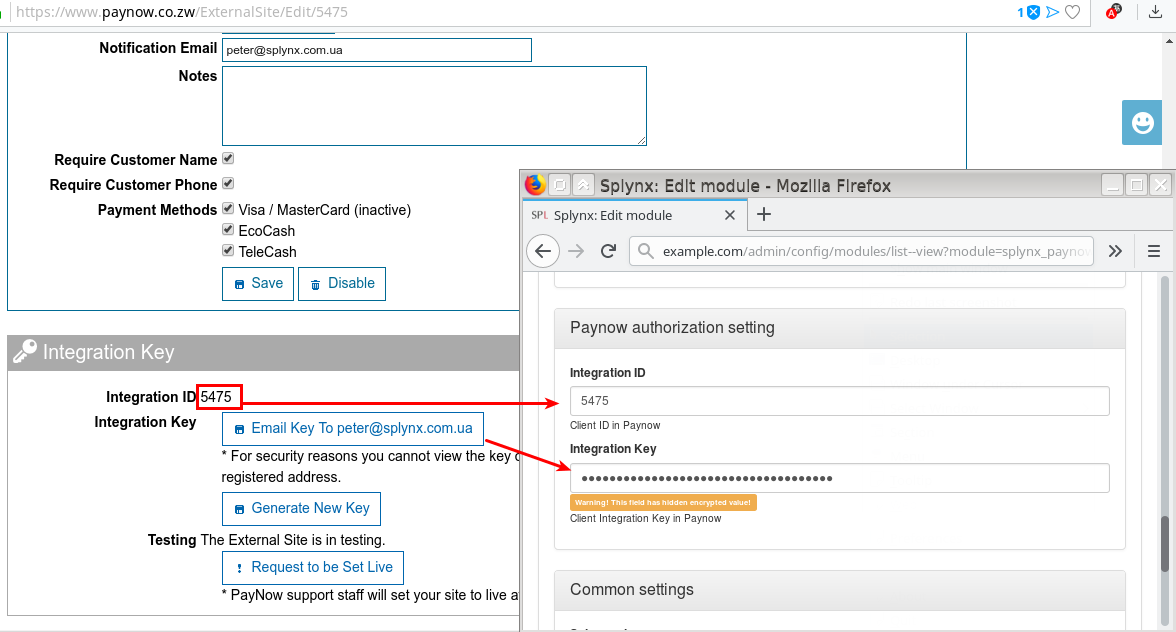 https://www.paynow.co.zw/ExternalSite/Edit/5475
1
Notification Email peter@splynx.com.ua
Notes
Require Customer Name
Require Customer Phone
Payment Methods Visa / MasterCard (inactive)
EcoCash
TeleCash
Save Disable
Integration Key
Integration ID 5475
Integration Key
Email Key To peter@splynx.com.ua
* For security reasons you cannot view the key
registered address.
Generate New Key
Testing The External Site is in testing.
Request to be Set Live
* PayNow support staff will set your site to live
Splynx: Edit module - Mozilla Firefox
SPL Splynx: Edit module
example.com/admin/config/modules/list--view?module=splynx_paynow
Paynow authorization setting
Integration ID
5475
Client ID in Paynow
Integration Key
••••••••••••••••••••••••••••••••••••
Warning! This field has hidden encrypted value!
Client Integration Key in Paynow
Common settings